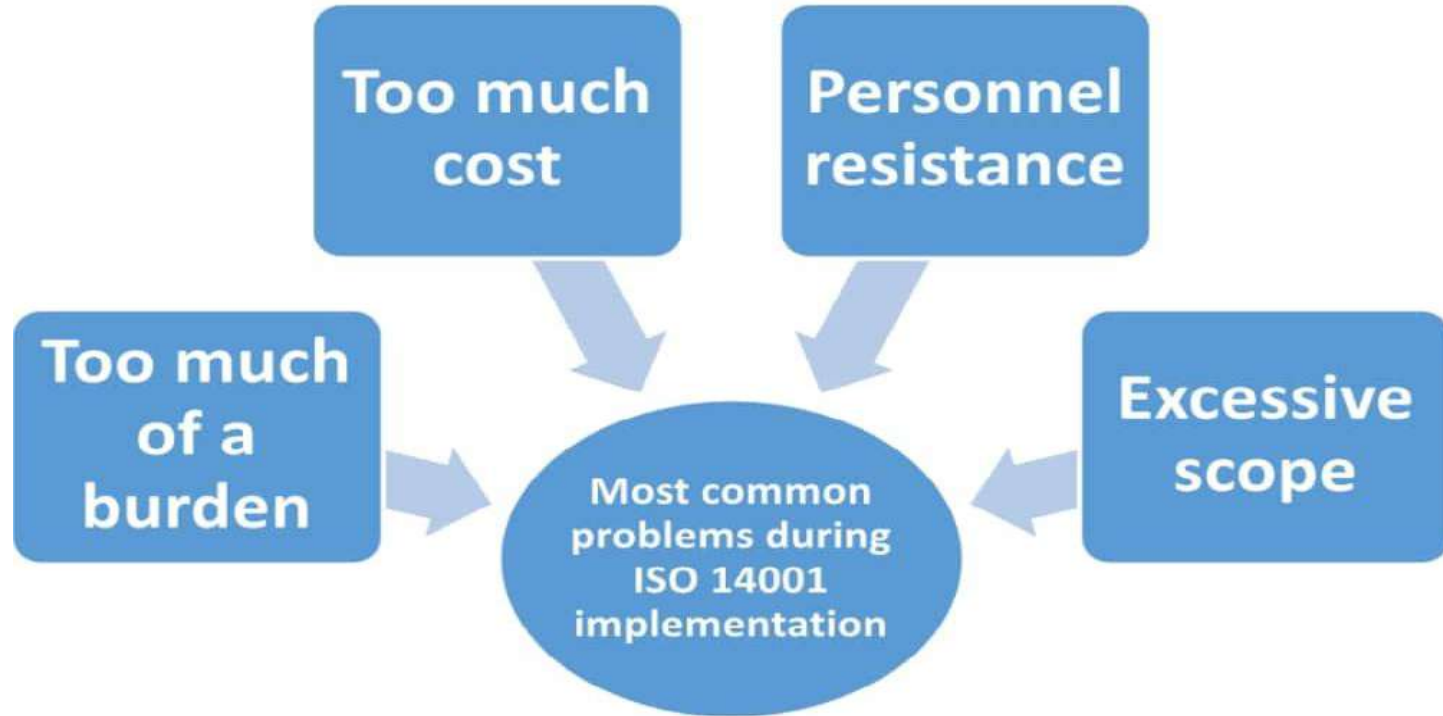 Too much
cost
Personnel
resistance
Too much
of a
burden
Excessive
scope
Most common
problems during
ISO 14001
implementation